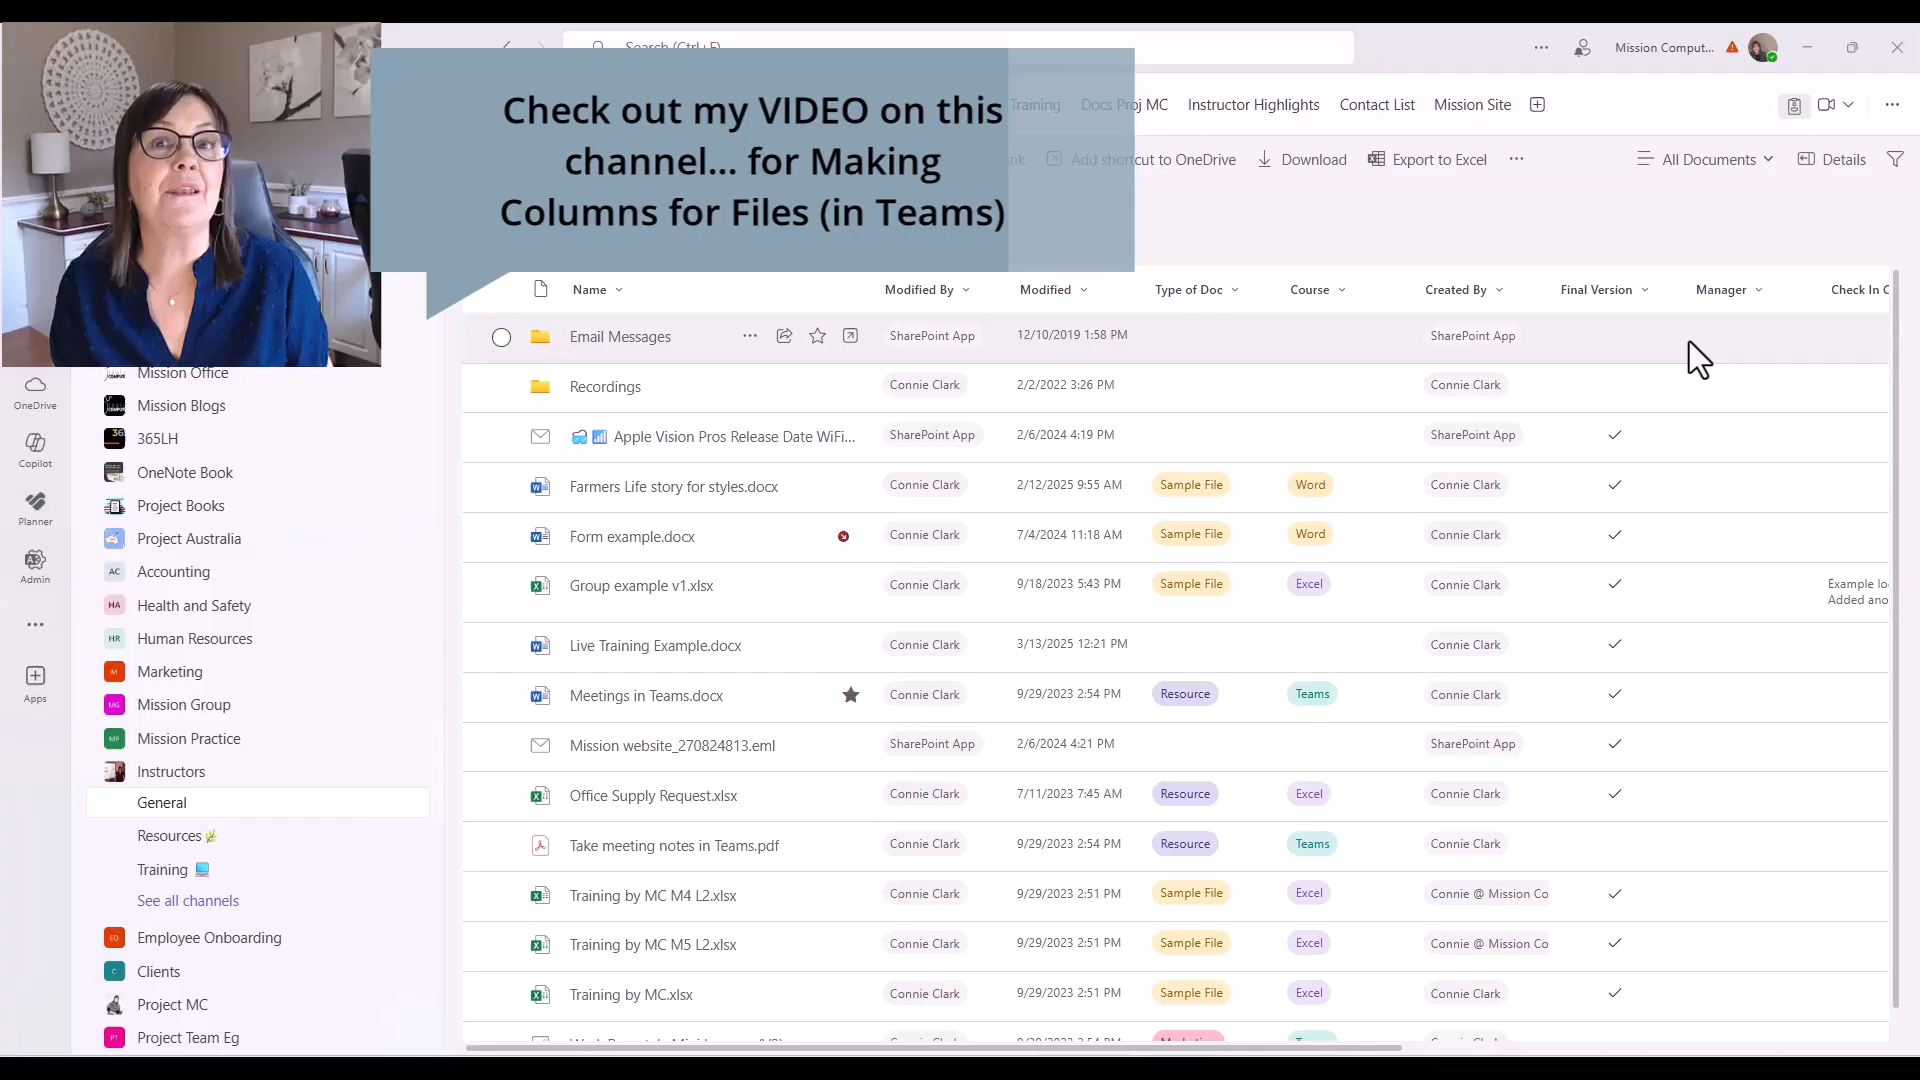 Search (Ctrl+E)
Mission Comput...
Check out my VIDEO on this
channel... for Making
Columns for Files (in Teams)
Training
Docs Proj MC
Instructor Highlights
Contact List
Mission Site
Add shortcut to OneDrive
Download
Export to Excel
All Documents
Details
Name
Modified By
Modified
Type of Doc
Course
Created By
Final Version
Manager
Check In C
Email Messages SharePoint App 12/10/2019 1:58 PM SharePoint App
Recordings Connie Clark 2/2/2022 3:26 PM Connie Clark
Apple Vision Pros Release Date WiFi... SharePoint App 2/6/2024 4:19 PM SharePoint App
Farmers Life story for styles.docx Connie Clark 2/12/2025 9:55 AM Sample File Word Connie Clark
Form example.docx Connie Clark 7/4/2024 11:18 AM Sample File Word Connie Clark
Group example v1.xlsx Connie Clark 9/18/2023 5:43 PM Sample File Excel Connie Clark Example lo
Added ano
Live Training Example.docx Connie Clark 3/13/2025 12:21 PM Connie Clark
Meetings in Teams.docx Connie Clark 9/29/2023 2:54 PM Resource Teams Connie Clark
Mission website_270824813.eml SharePoint App 2/6/2024 4:21 PM SharePoint App
Office Supply Request.xlsx Connie Clark 7/11/2023 7:45 AM Resource Excel Connie Clark
Take meeting notes in Teams.pdf Connie Clark 9/29/2023 2:54 PM Resource Teams Connie Clark
Training by MC M4 L2.xlsx Connie Clark 9/29/2023 2:51 PM Sample File Excel Connie @ Mission Co
Training by MC M5 L2.xlsx Connie Clark 9/29/2023 2:51 PM Sample File Excel Connie @ Mission Co
Training by MC.xlsx Connie Clark 9/29/2023 2:51 PM Sample File Excel Connie Clark
OneDrive
Copilot
Planner
Admin
Apps
Mission Office
Mission Blogs
365LH
OneNote Book
Project Books
Project Australia
AC Accounting
HA Health and Safety
HR Human Resources
M Marketing
MG Mission Group
MP Mission Practice
Instructors
General
Resources
Training
See all channels
EO Employee Onboarding
C Clients
Project MC
PT Project Team Eg